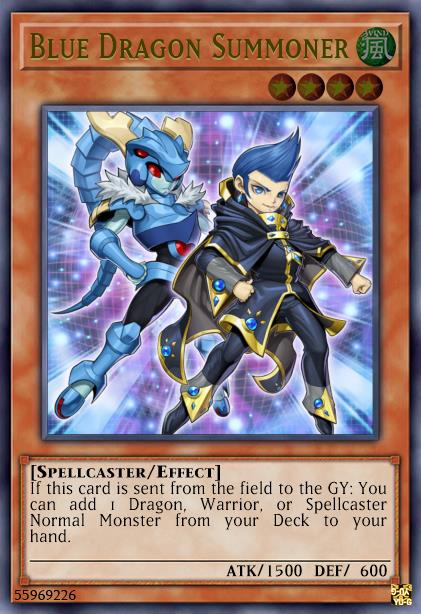 BLUE DRAGON SUMMONER
WIND
風
[SPELLCASTER/EFFECT]
If this card is sent from the field to the GY: You
can add 1 Dragon, Warrior, or Spellcaster
Normal Monster from your Deck to your
hand.
ATK/1500 DEF/ 600
55969226